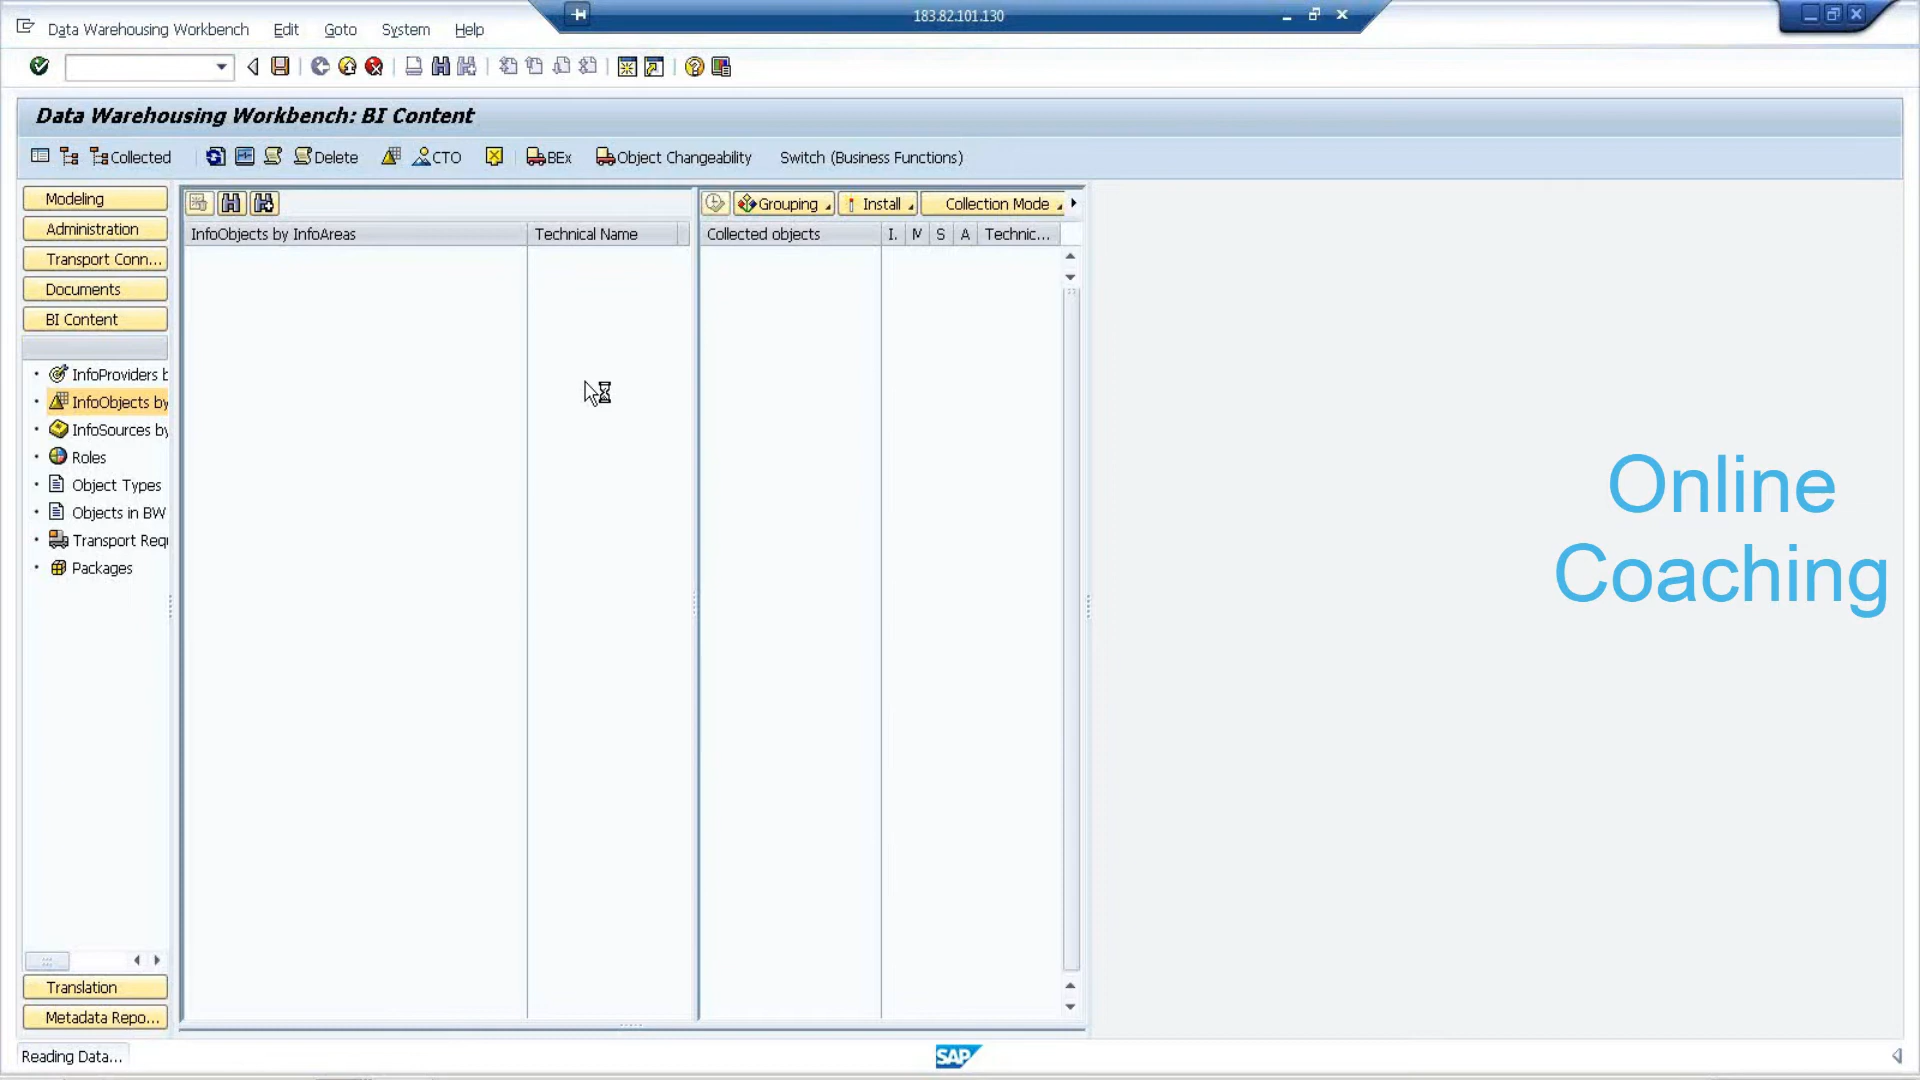 Data Warehousing Workbench Edit Goto System Help
183.82.101.130
Data Warehousing Workbench: BI Content
Collected Delete CTO BEx Object Changeability Switch (Business Functions)
Modeling
Administration
Transport Conn...
Documents
BI Content
InfoProviders b
InfoObjects by
InfoSources by
Roles
Object Types
Objects in BW
Transport Requ
Packages
Translation
Metadata Repo...
InfoObjects by InfoAreas Technical Name
Grouping Install Collection Mode
Collected objects I. M S A Technic...
Online
Coaching
Reading Data...
SAP